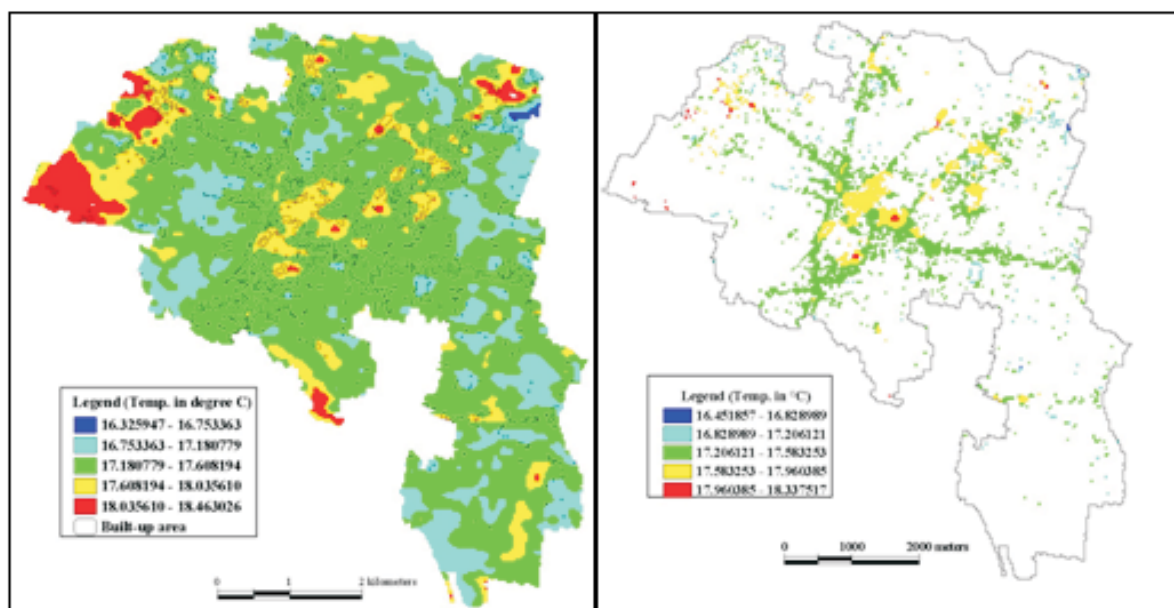 Legend (Temp. in degree C)
16.325947 - 16.753363
16.753363 - 17.180779
17.180779 - 17.608194
17.608194 - 18.035610
18.035610 - 18.463026
Built-up area
0 1 2 kilometers
Legend (Temp. in °C)
16.451857 - 16.828989
16.828989 - 17.206121
17.206121 - 17.583253
17.583253 - 17.960385
17.960385 - 18.337517
0 1000 2000 meters